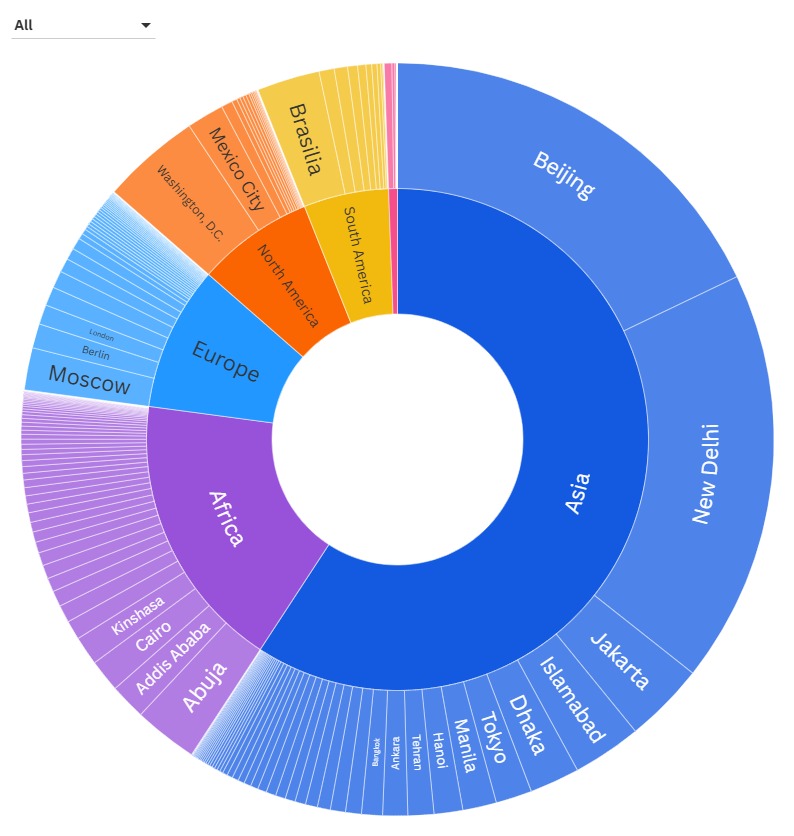 All
Beijing
New Delhi
Jakarta
Islamabad
Dhaka
Tokyo
Manila
Hanoi
Tehran
Ankara
Bangkok
Asia
Abuja
Addis Ababa
Cairo
Kinshasa
Africa
Moscow
Berlin
London
Europe
Washington, D.C.
Mexico City
North America
Brasilia
South America